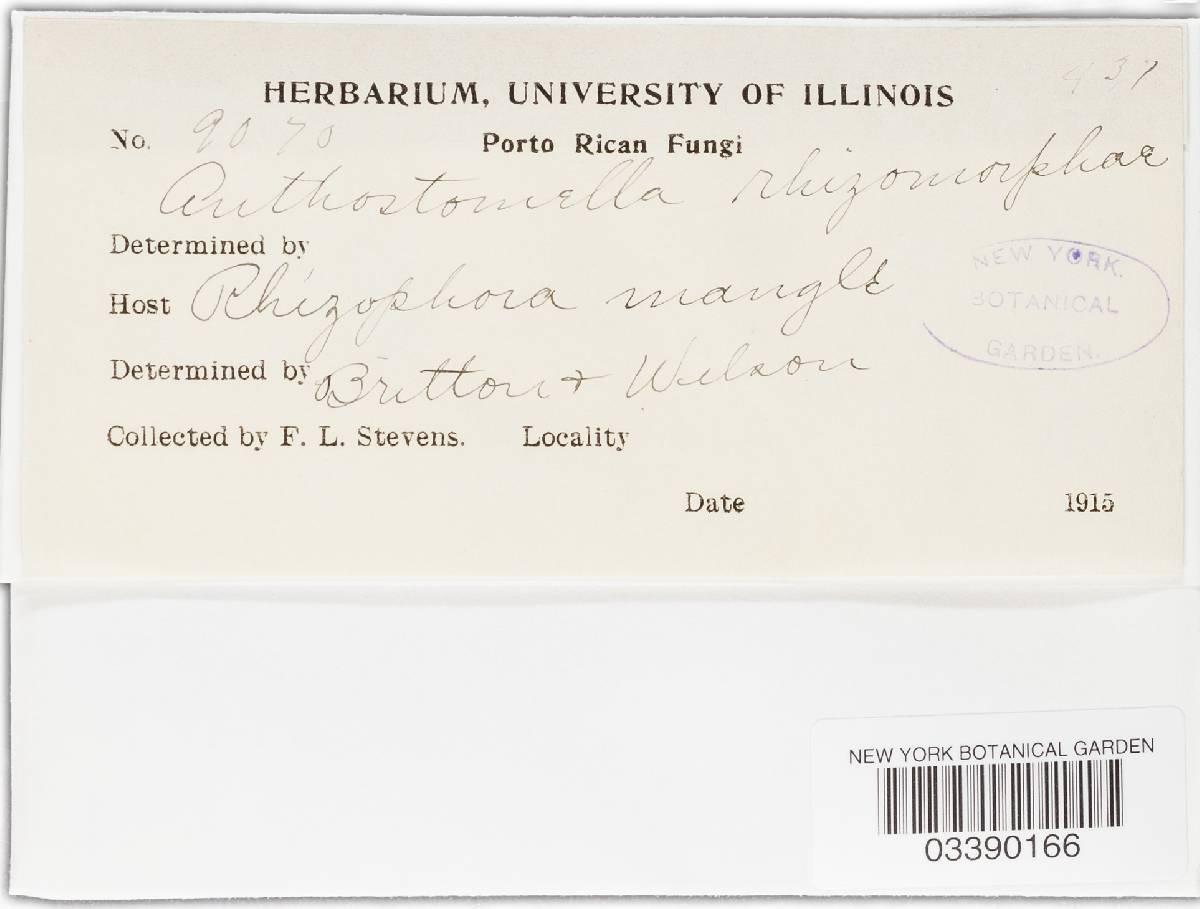 437
HERBARIUM, UNIVERSITY OF ILLINOIS
No. 9070 Porto Rican Fungi
Anthostomella rhizomorphae
Determined by
Host Rhizophora mangle
Determined by Britton & Wilson
Collected by F. L. Stevens. Locality
Date 1915
NEW YORK
BOTANICAL
GARDEN.
NEW YORK BOTANICAL GARDEN
03390166